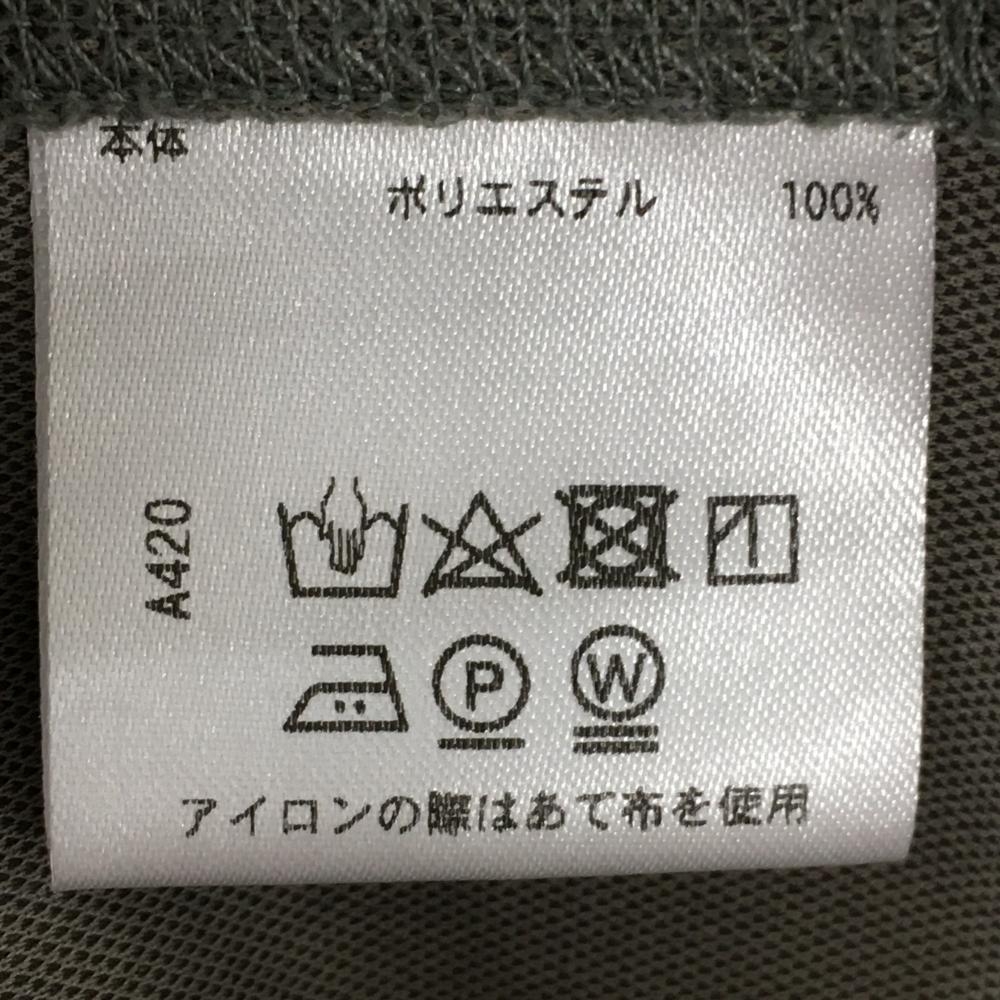 本体
ポリエステル 100%
A420
P W
アイロンの際はあて布を使用